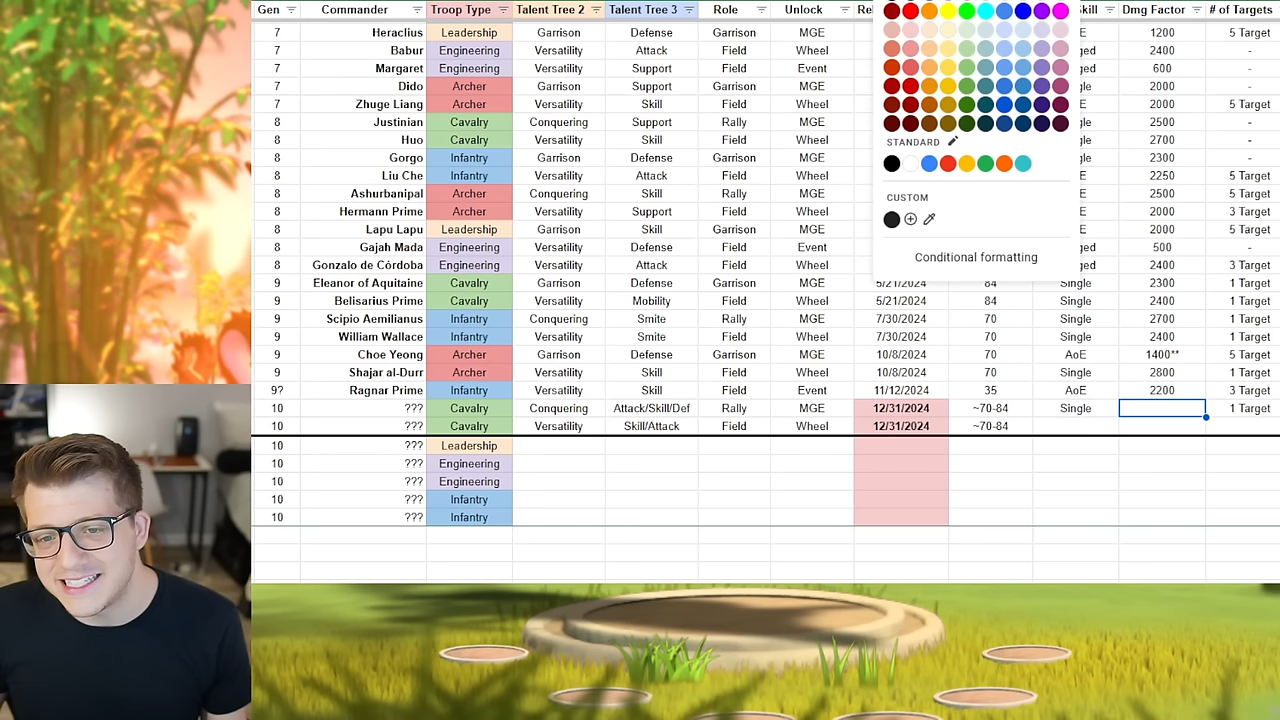 Gen Commander Troop Type Talent Tree 2 Talent Tree 3 Role Unlock Dmg Factor # of Targets
7 Heraclius Leadership Garrison Defense Garrison MGE 1200 5 Target
7 Babur Engineering Versatility Attack Field Wheel 2400 -
7 Margaret Engineering Versatility Support Field Event 600 -
7 Dido Archer Garrison Support Garrison MGE 2000 -
7 Zhuge Liang Archer Versatility Skill Field Wheel 2000 5 Target
8 Justinian Cavalry Conquering Support Rally MGE 2500 -
8 Huo Cavalry Versatility Skill Field Wheel 2700 -
8 Gorgo Infantry Garrison Defense Garrison MGE 2300 -
8 Liu Che Infantry Versatility Attack Field Wheel 2250 5 Target
8 Ashurbanipal Archer Conquering Skill Rally MGE 2500 5 Target
8 Hermann Prime Archer Versatility Support Field Wheel 2000 3 Target
8 Lapu Lapu Leadership Garrison Skill Garrison MGE 2000 5 Target
8 Gajah Mada Engineering Versatility Defense Field Event 500 -
8 Gonzalo de Córdoba Engineering Versatility Attack Field Wheel 2400 3 Target
9 Eleanor of Aquitaine Cavalry Garrison Defense Garrison MGE 5/21/2024 84 Single 2300 1 Target
9 Belisarius Prime Cavalry Versatility Mobility Field Wheel 5/21/2024 84 Single 2400 1 Target
9 Scipio Aemilianus Infantry Conquering Smite Rally MGE 7/30/2024 70 Single 2700 1 Target
9 William Wallace Infantry Versatility Smite Field Wheel 7/30/2024 70 Single 2400 1 Target
9 Choe Yeong Archer Garrison Defense Garrison MGE 10/8/2024 70 AoE 1400** 5 Target
9 Shajar al-Durr Archer Versatility Skill Field Wheel 10/8/2024 70 Single 2800 1 Target
9? Ragnar Prime Infantry Versatility Skill Field Event 11/12/2024 35 AoE 2200 3 Target
10 ??? Cavalry Conquering Attack/Skill/Def Rally MGE 12/31/2024 ~70-84 Single 1 Target
10 ??? Cavalry Versatility Skill/Attack Field Wheel 12/31/2024 ~70-84
10 ??? Leadership
10 ??? Engineering
10 ??? Engineering
10 ??? Infantry
10 ??? Infantry
STANDARD
CUSTOM
Conditional formatting